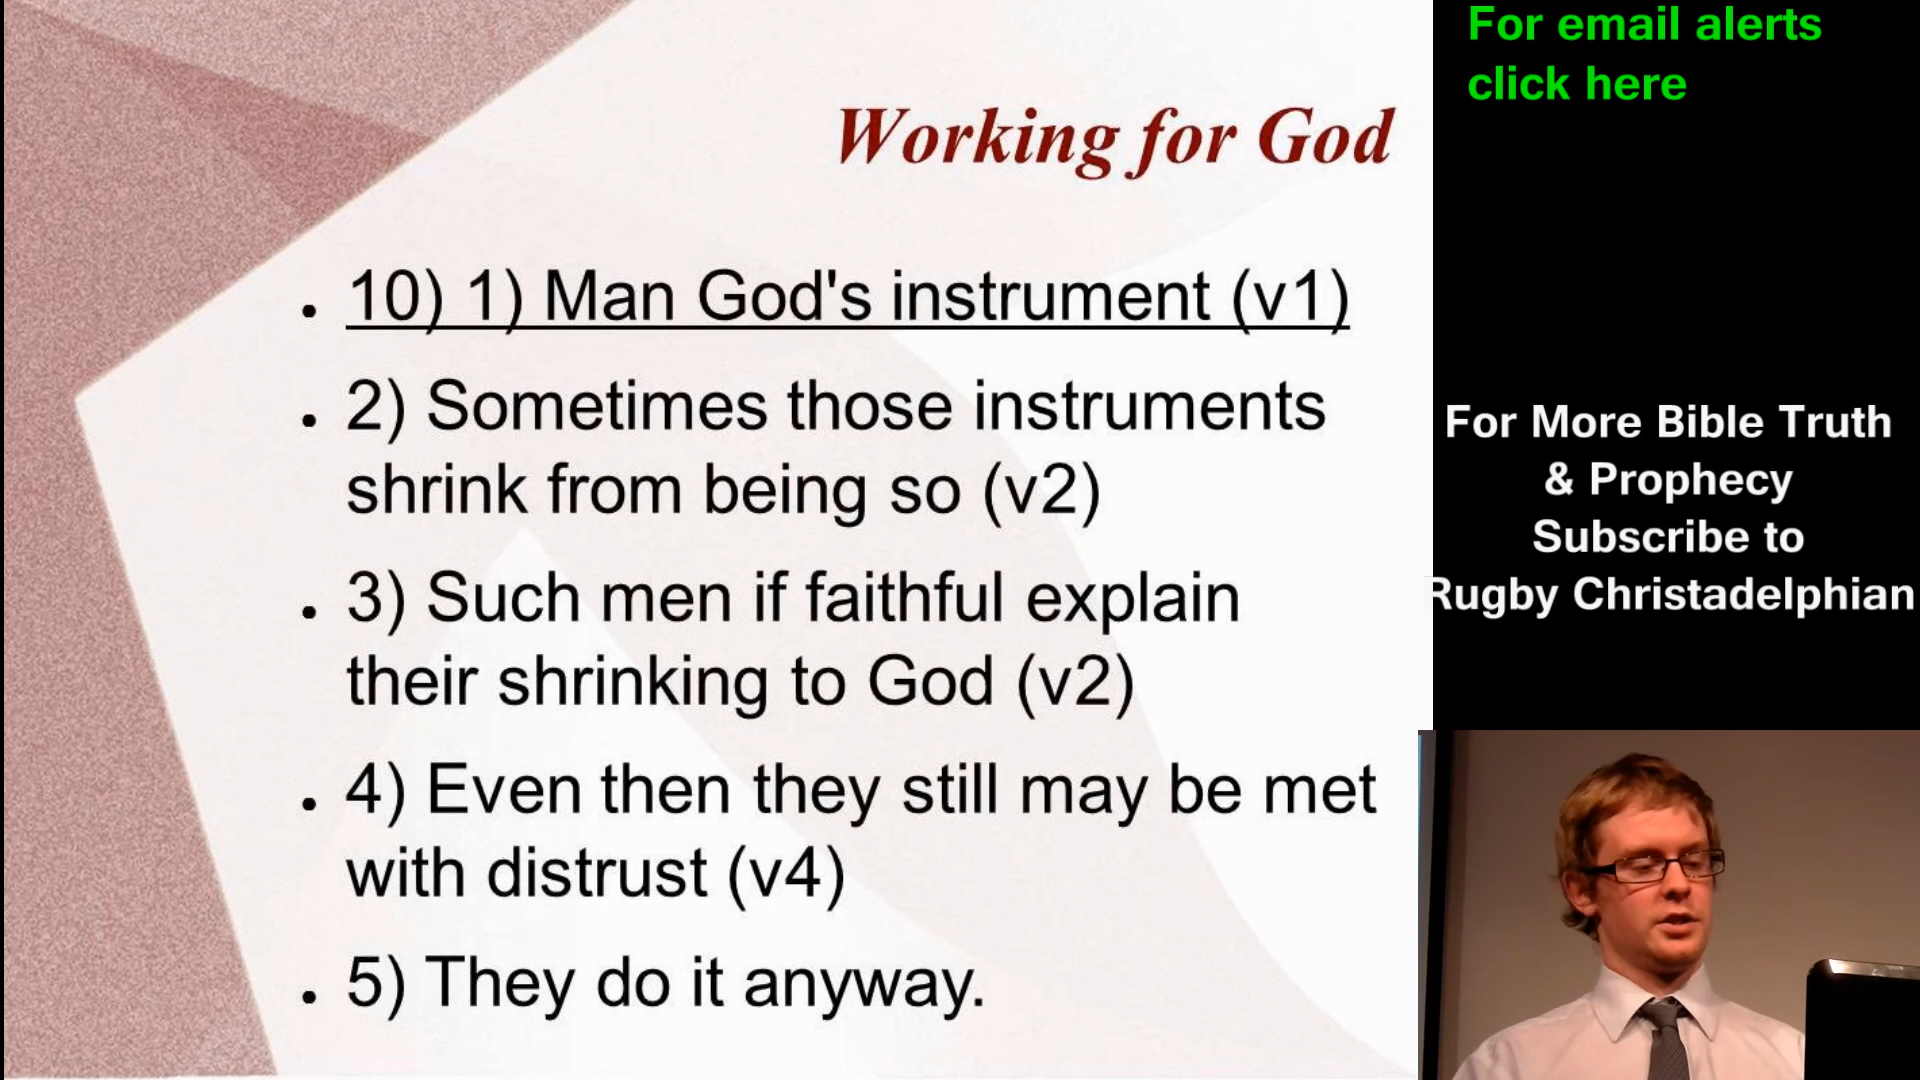 Working for God
10) 1) Man God's instrument (v1)
2) Sometimes those instruments
shrink from being so (v2)
3) Such men if faithful explain
their shrinking to God (v2)
4) Even then they still may be met
with distrust (v4)
5) They do it anyway.
For email alerts
click here
For More Bible Truth
& Prophecy
Subscribe to
Rugby Christadelphian